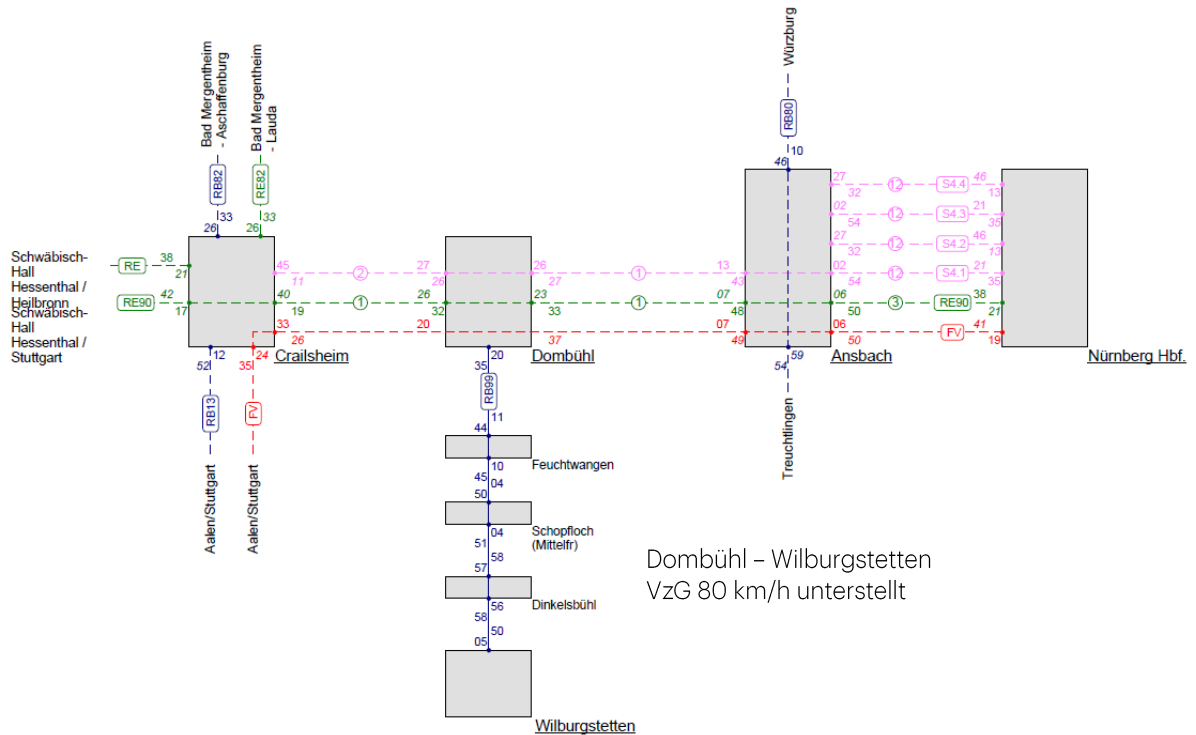 Bad Mergentheim
- Aschaffenburg
Bad Mergentheim
- Lauda
Würzburg
RB82
RE82
RB80
33
26
33
26
10
46
Schwäbisch-
Hall
Hessenthal /
Heilbronn
Schwäbisch-
Hall
Hessenthal /
Stuttgart
RE
38
21
RE90
42
17
45
11
2
27
26
26
27
1
13
43
40
19
1
26
32
23
33
1
07
48
33
26
20
37
07
49
27
32
12
S4.4
46
13
02
54
12
S4.3
21
35
27
32
12
S4.2
46
13
02
54
12
S4.1
21
35
06
50
3
RE90
38
21
06
50
FV
41
19
12
52
24
35
Crailsheim
Dombühl
Ansbach
Nürnberg Hbf.
59
54
RB13
FV
Aalen/Stuttgart
Aalen/Stuttgart
Treuchtlingen
20
35
RB99
11
44
Feuchtwangen
10
45
04
50
Schopfloch
(Mittelfr)
04
51
58
57
Dinkelsbühl
56
58
50
05
Wilburgstetten
Dombühl – Wilburgstetten
VzG 80 km/h unterstellt